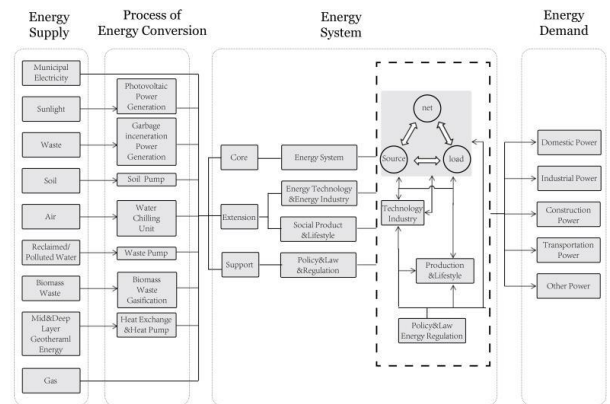 Energy
Supply
Process of
Energy Conversion
Energy
System
Energy
Demand
Municipal
Electricity
Sunlight
Waste
Soil
Air
Reclaimed/
Polluted Water
Biomass
Waste
Mid&Deep
Layer
Geotheraml
Energy
Gas
Photovoltaic
Power
Generation
Garbage
incineration
Power
Generation
Soil Pump
Water
Chilling
Unit
Waste Pump
Biomass
Waste
Gasification
Heat Exchange
&Heat Pump
Core
Energy System
Extension
Energy Technology
&Energy Industry
Social Product
&Lifestyle
Support
Policy&Law
&Regulation
net
Source
load
Technology
Industry
Production
&Lifestyle
Policy&Law
Energy Regulation
Domestic Power
Industrial Power
Construction
Power
Transportation
Power
Other Power